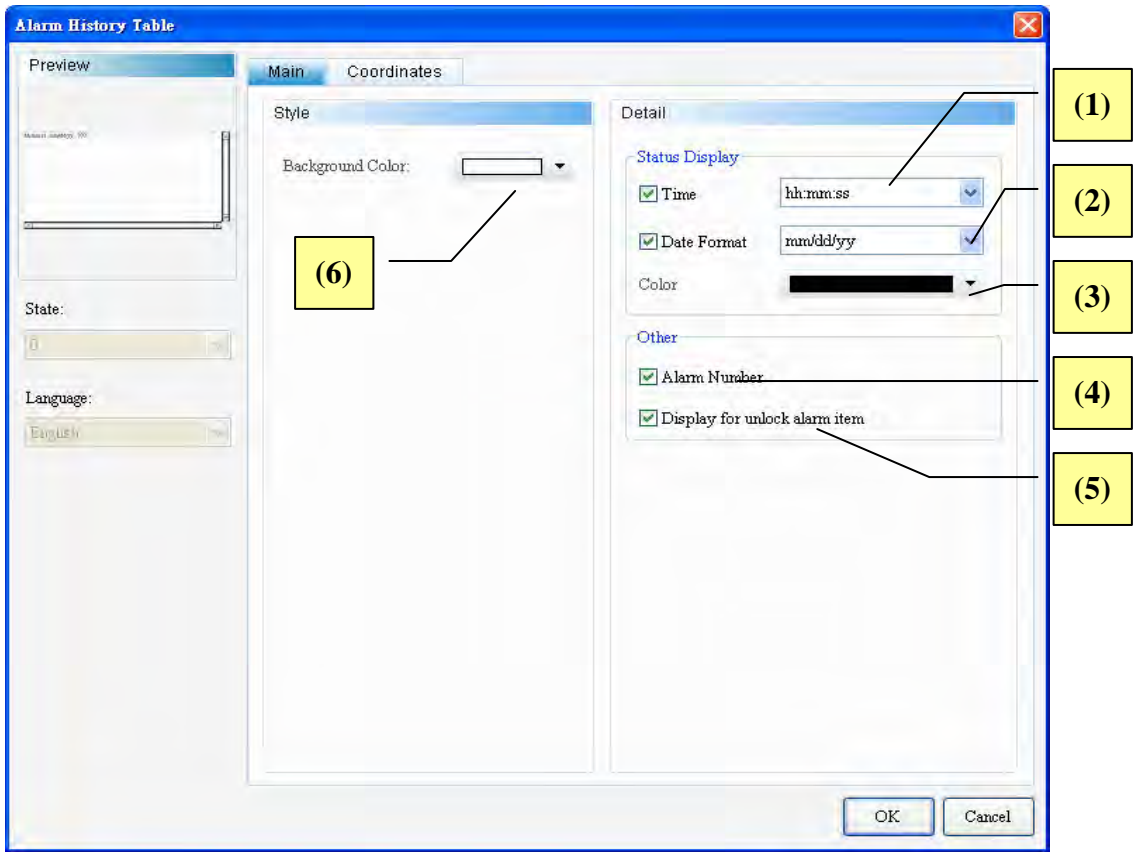 Alarm History Table
Preview
State:
0
Language:
English
Main
Coordinates
Style
Background Color:
(6)
Detail
Status Display
Time
hh:mm:ss
Date Format
mm/dd/yy
Color
Other
Alarm Number
Display for unlock alarm item
(1)
(2)
(3)
(4)
(5)
OK
Cancel